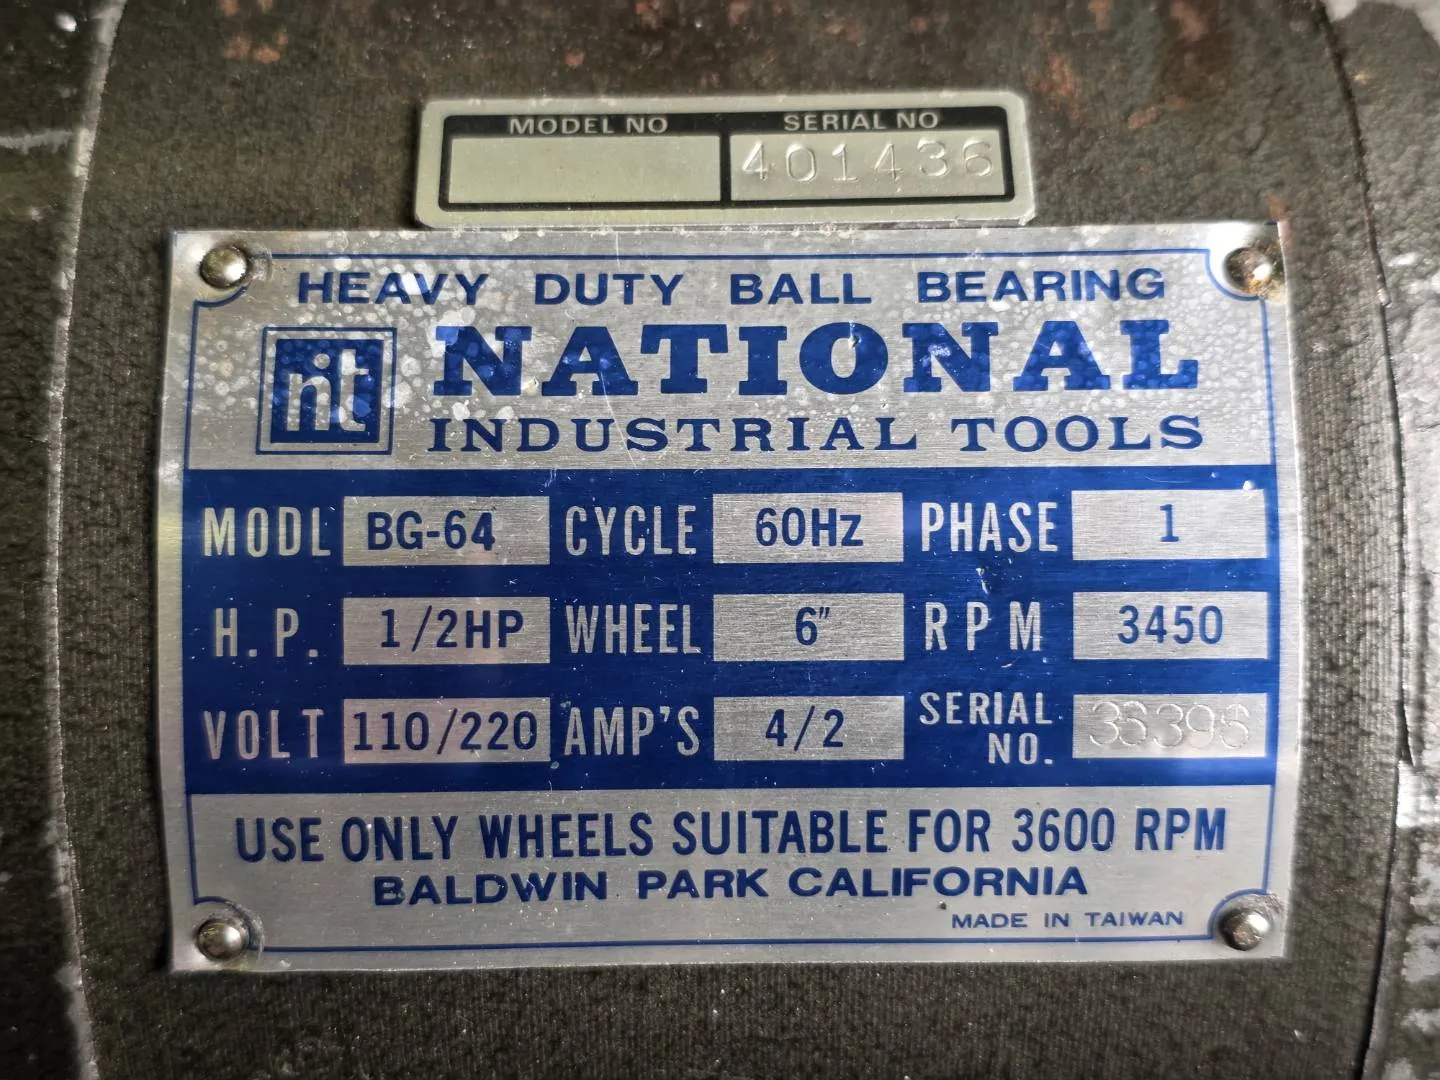 MODEL NO SERIAL NO
401436
HEAVY DUTY BALL BEARING
nit NATIONAL
INDUSTRIAL TOOLS
MODL BG-64 CYCLE 60Hz PHASE 1
H.P. 1/2HP WHEEL 6" RPM 3450
VOLT 110/220 AMP'S 4/2 SERIAL NO.
USE ONLY WHEELS SUITABLE FOR 3600 RPM
BALDWIN PARK CALIFORNIA
MADE IN TAIWAN